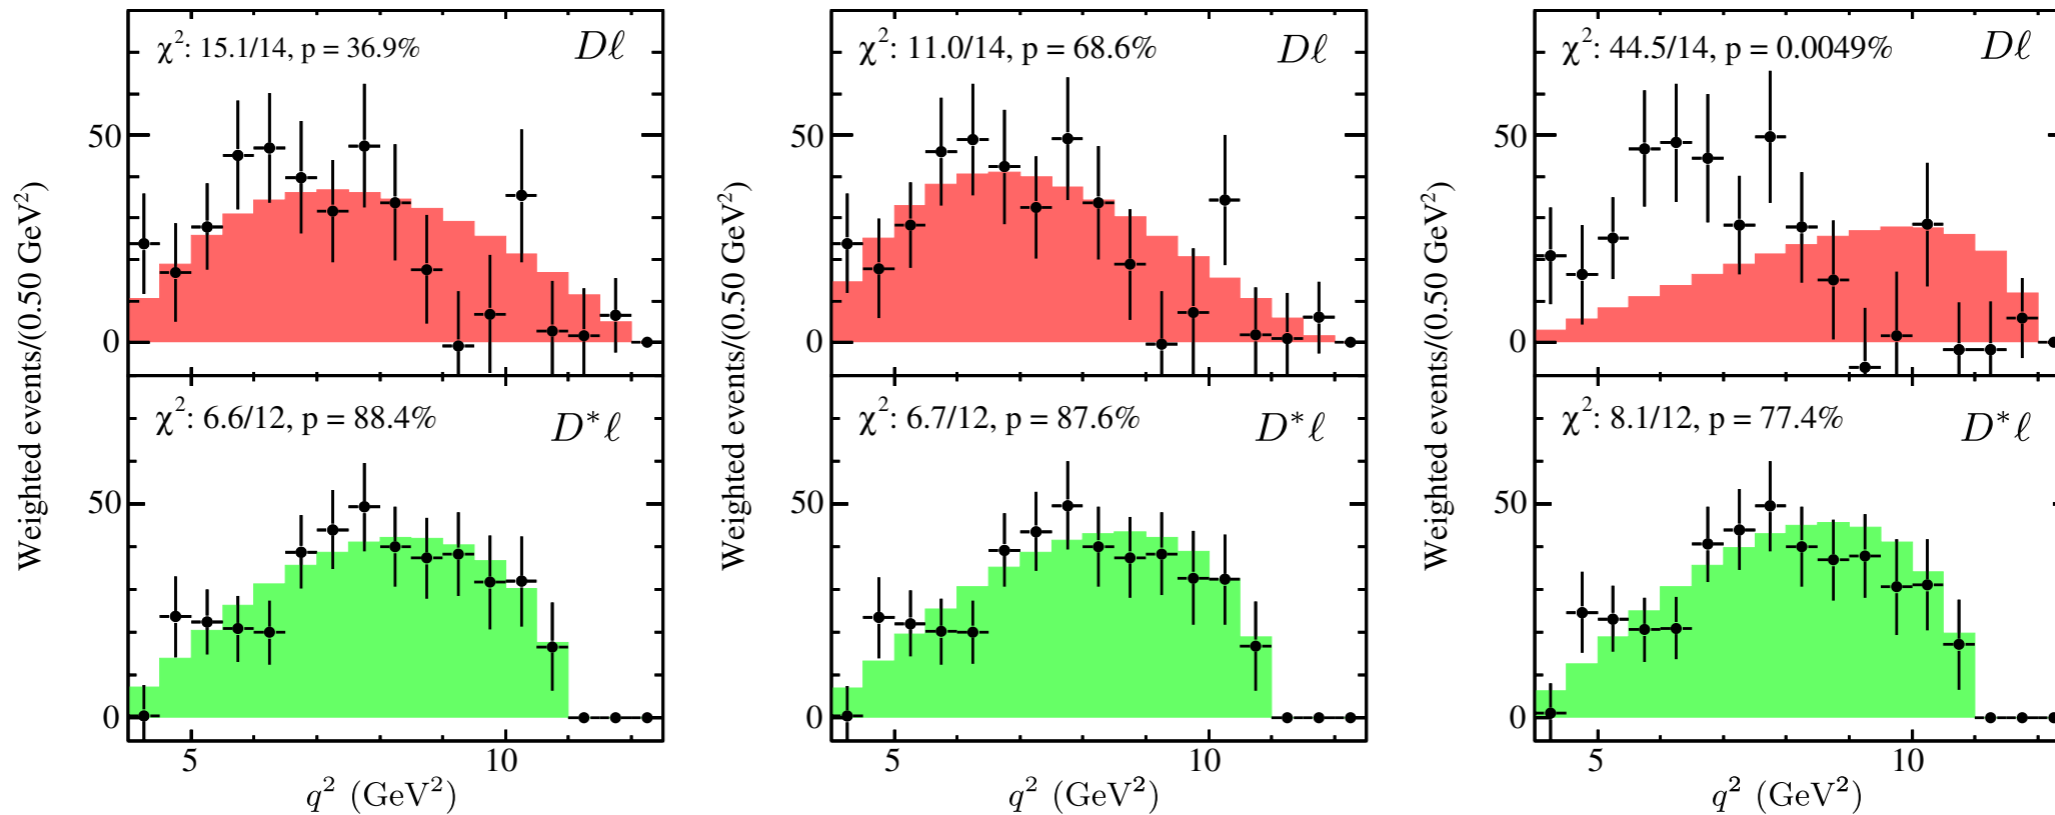 χ²: 15.1/14, p = 36.9%
Dℓ
50
0
Weighted events/(0.50 GeV²)
χ²: 6.6/12, p = 88.4%
D*ℓ
50
0
5
10
q² (GeV²)
χ²: 11.0/14, p = 68.6%
Dℓ
50
0
Weighted events/(0.50 GeV²)
χ²: 6.7/12, p = 87.6%
D*ℓ
50
0
5
10
q² (GeV²)
χ²: 44.5/14, p = 0.0049%
Dℓ
50
0
Weighted events/(0.50 GeV²)
χ²: 8.1/12, p = 77.4%
D*ℓ
50
0
5
10
q² (GeV²)